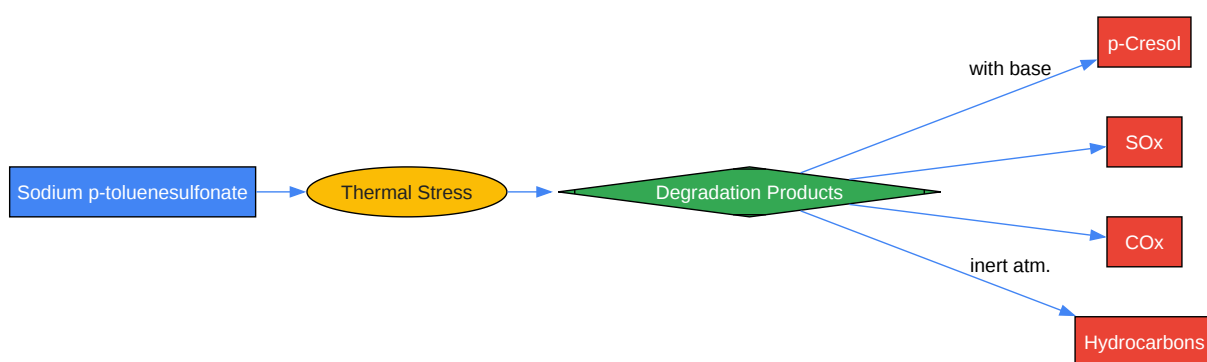 p-Cresol
with base
SOx
Sodium p-toluenesulfonate
Thermal Stress
Degradation Products
COx
inert atm.
Hydrocarbons